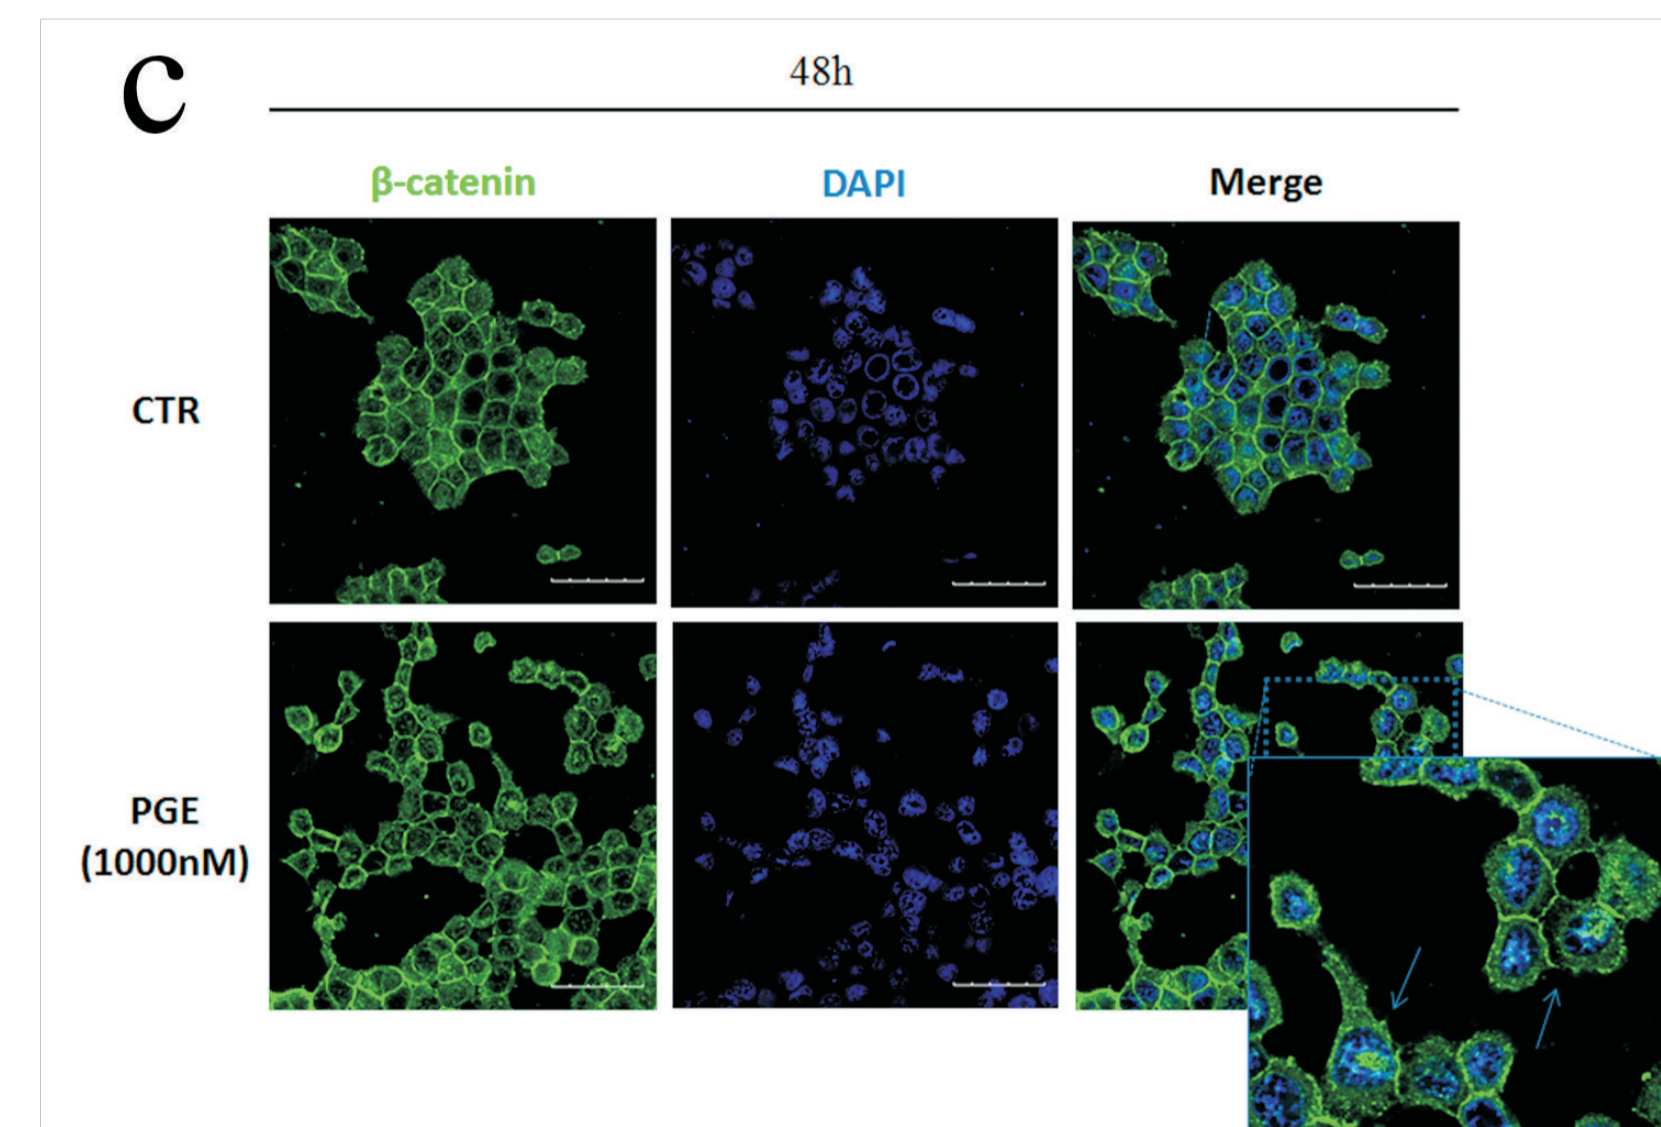 c
48h
β-catenin
DAPI
Merge
CTR
PGE
(1000nM)